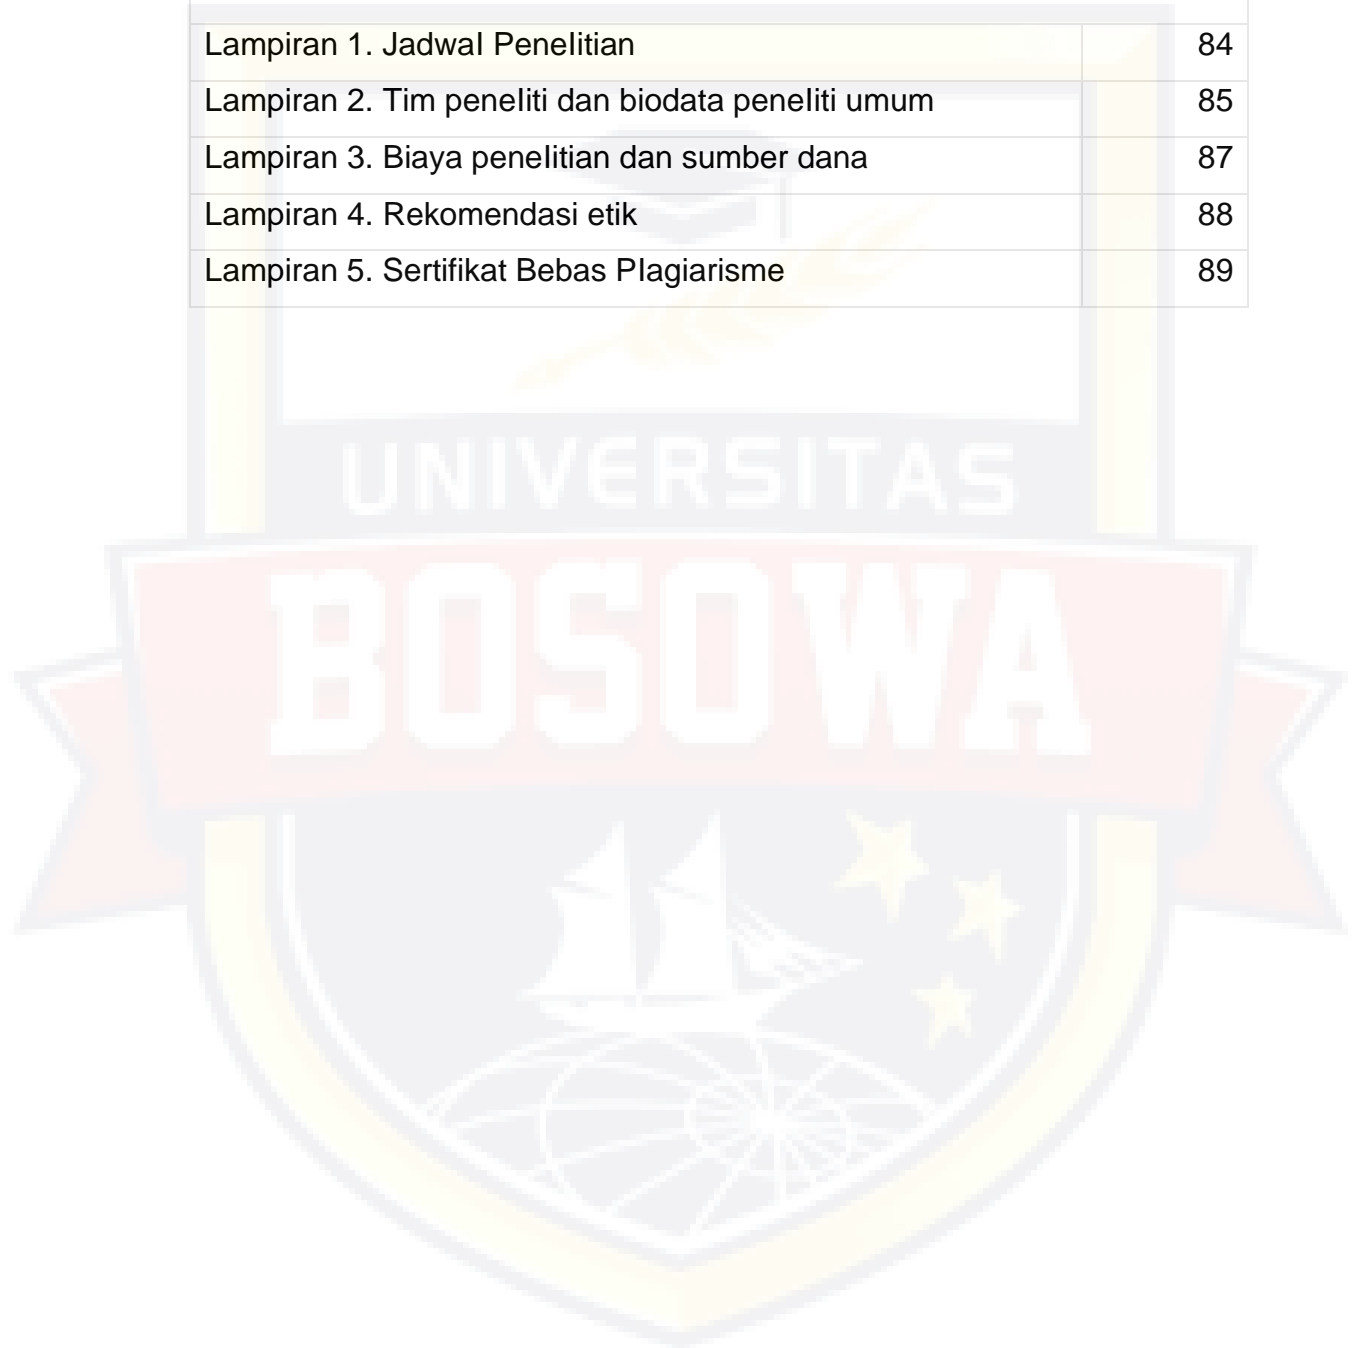 Lampiran 1. Jadwal Penelitian 84
Lampiran 2. Tim peneliti dan biodata peneliti umum 85
Lampiran 3. Biaya penelitian dan sumber dana 87
Lampiran 4. Rekomendasi etik 88
Lampiran 5. Sertifikat Bebas Plagiarisme 89
UNIVERSITAS
BOSOWA